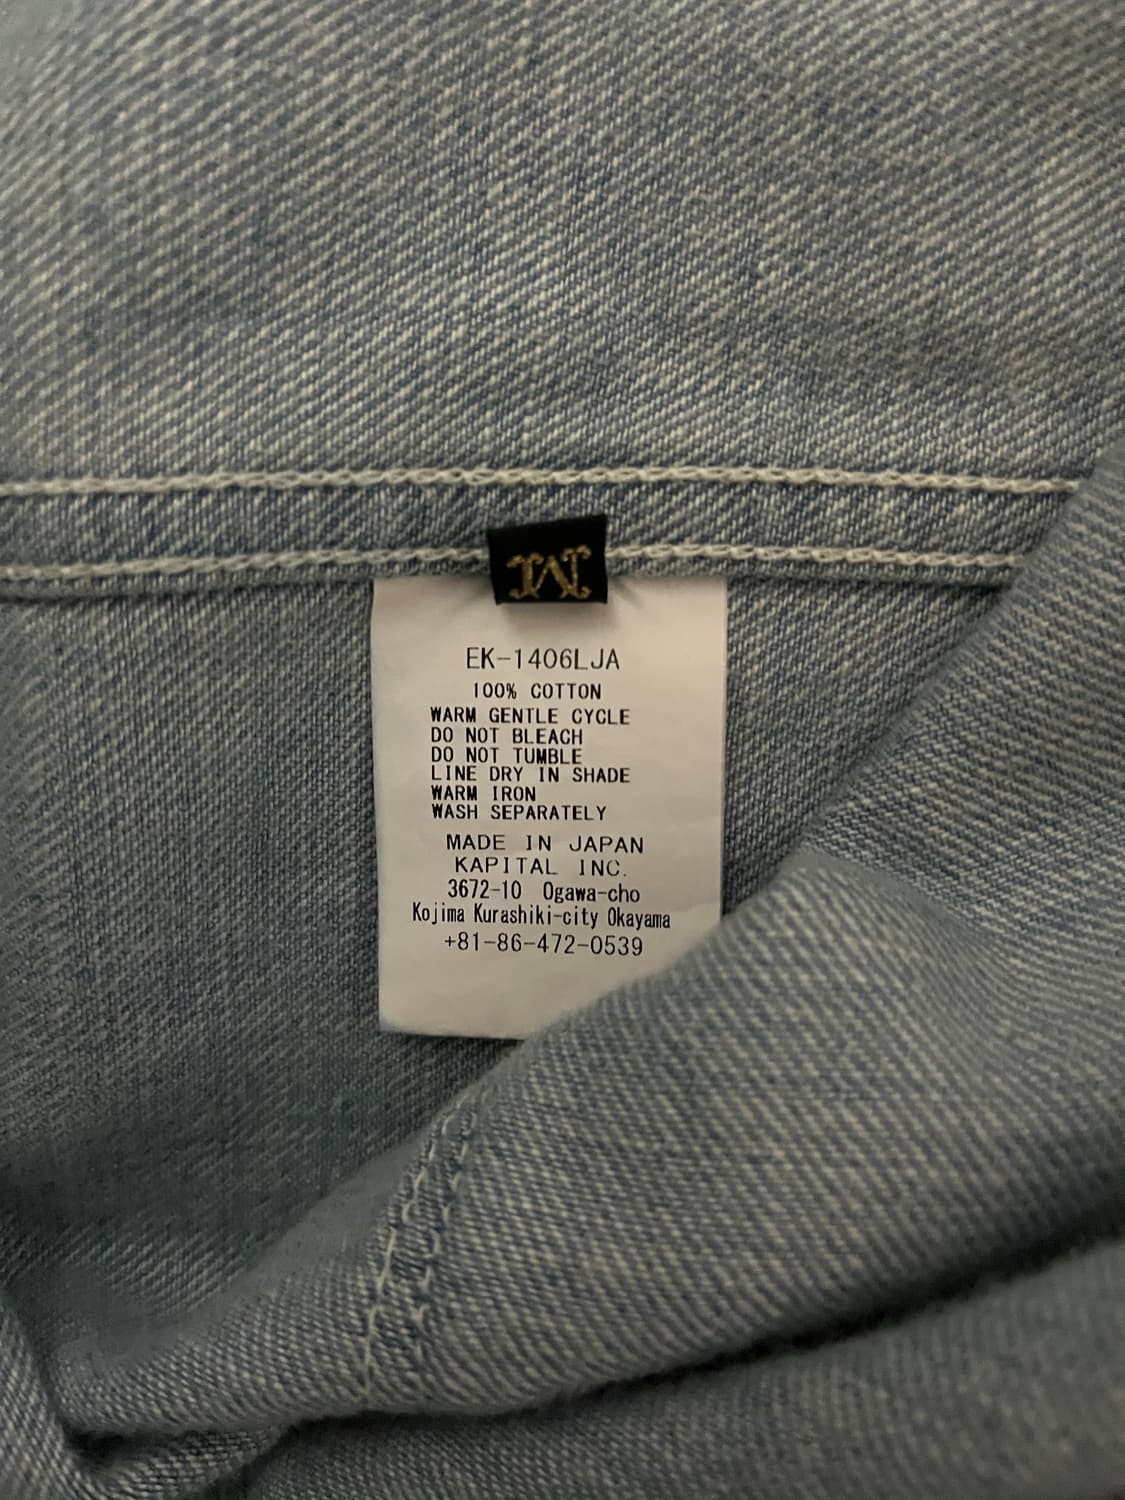 M
EK-1406LJA
100% COTTON
WARM GENTLE CYCLE
DO NOT BLEACH
DO NOT TUMBLE
LINE DRY IN SHADE
WARM IRON
WASH SEPARATELY
MADE IN JAPAN
KAPITAL INC.
3672-10 Ogawa-cho
Kojima Kurashiki-city Okayama
+81-86-472-0539